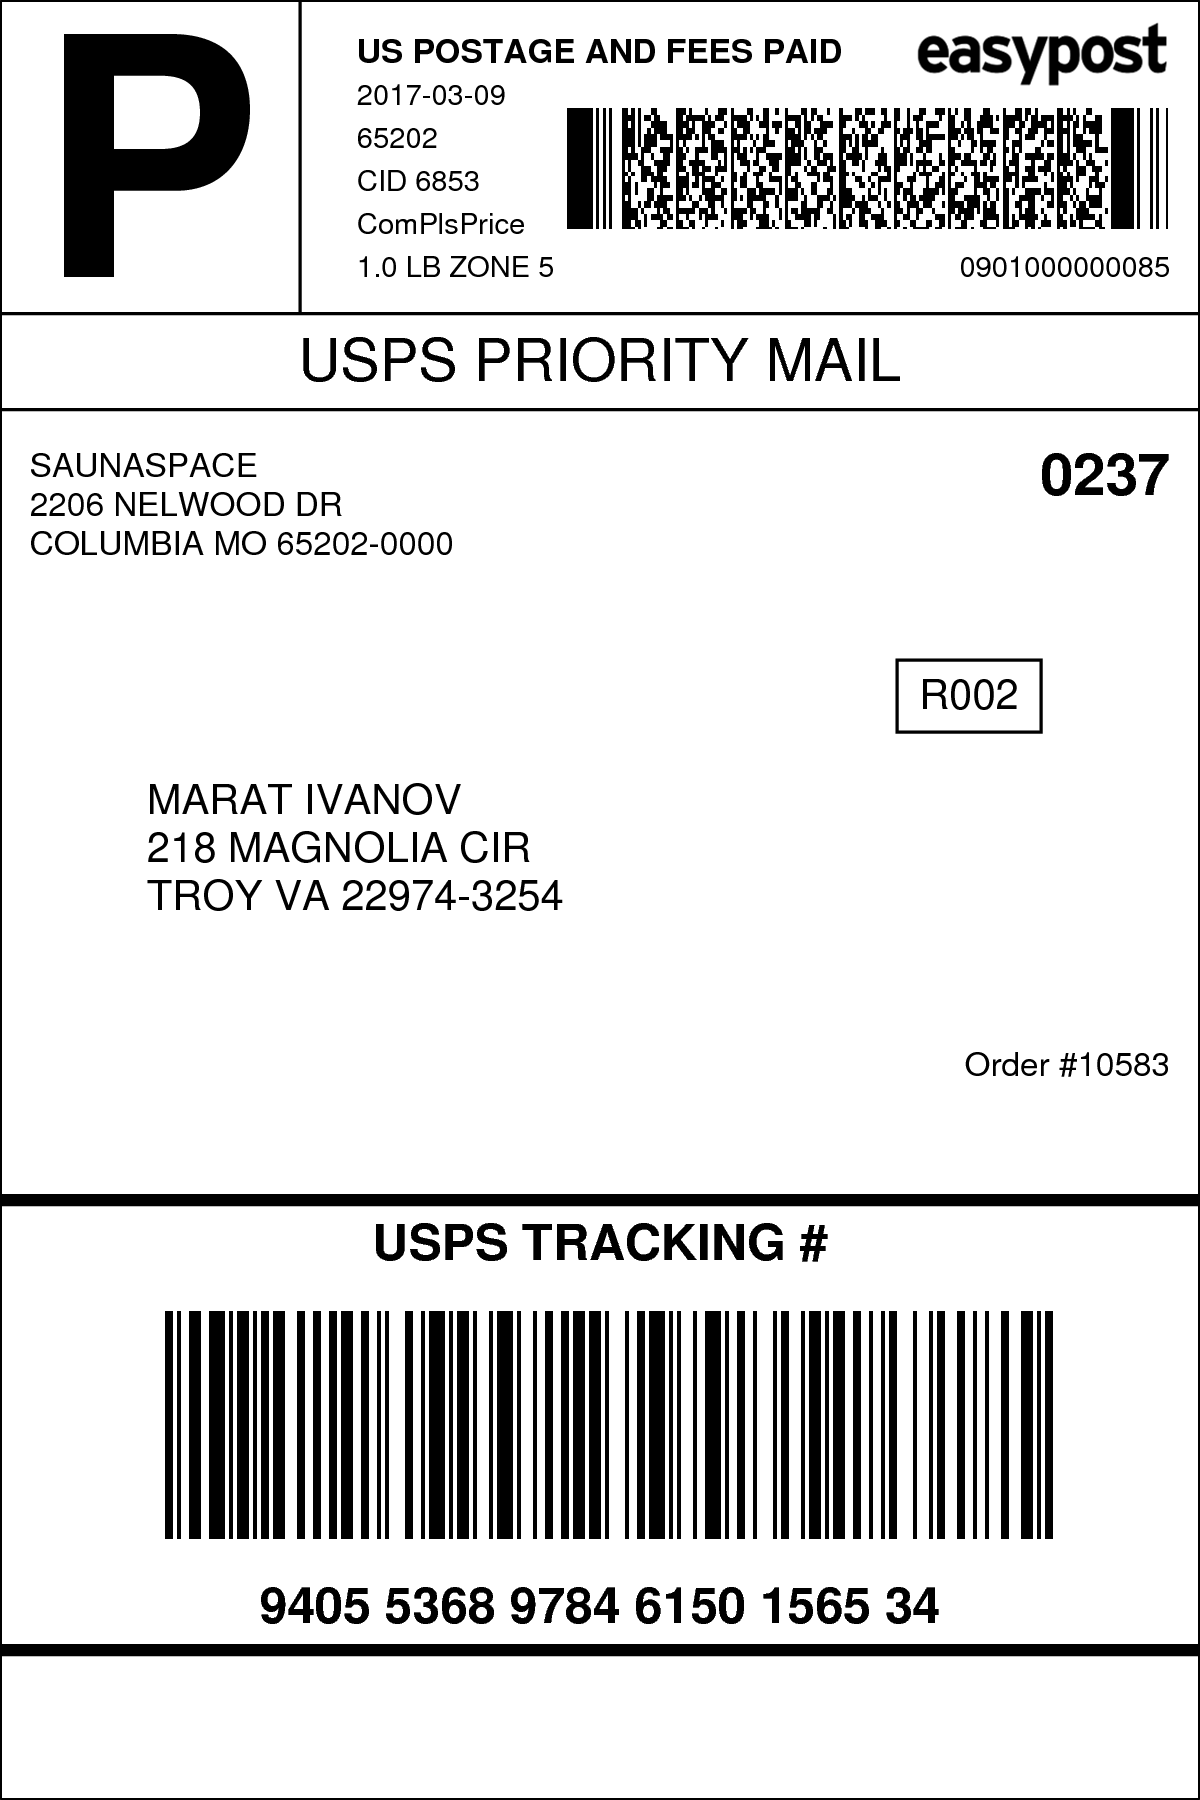 P
US POSTAGE AND FEES PAID
easypost
2017-03-09
65202
CID 6853
ComPlsPrice
1.0 LB ZONE 5
0901000000085
USPS PRIORITY MAIL
SAUNASPACE
2206 NELWOOD DR
COLUMBIA MO 65202-0000
0237
R002
MARAT IVANOV
218 MAGNOLIA CIR
TROY VA 22974-3254
Order #10583
USPS TRACKING #
9405 5368 9784 6150 1565 34